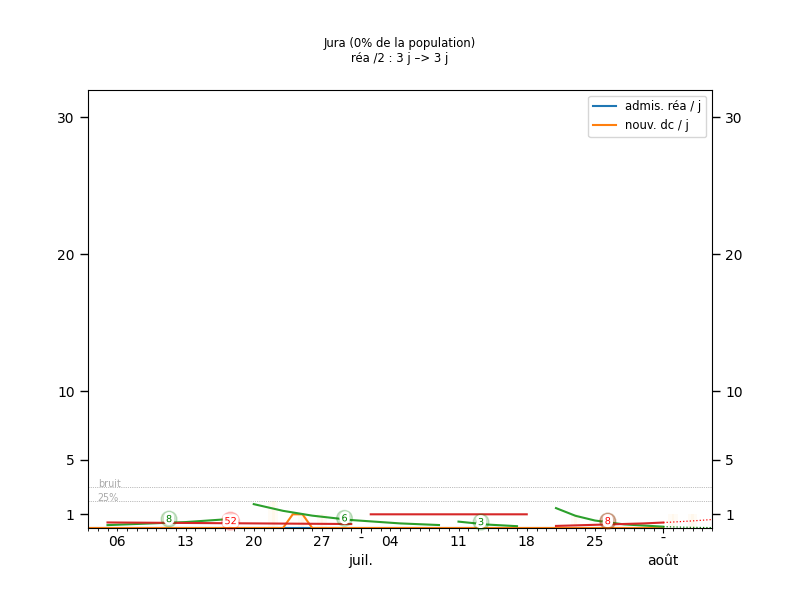 Jura (0% de la population)
réa /2 : 3 j –> 3 j
admis. réa / j
nouv. dc / j
30 30
20 20
10 10
5 5
bruit
25%
1 1
8 52 6 3 8
06 13 20 27 - 04 11 18 25 -
juil. août